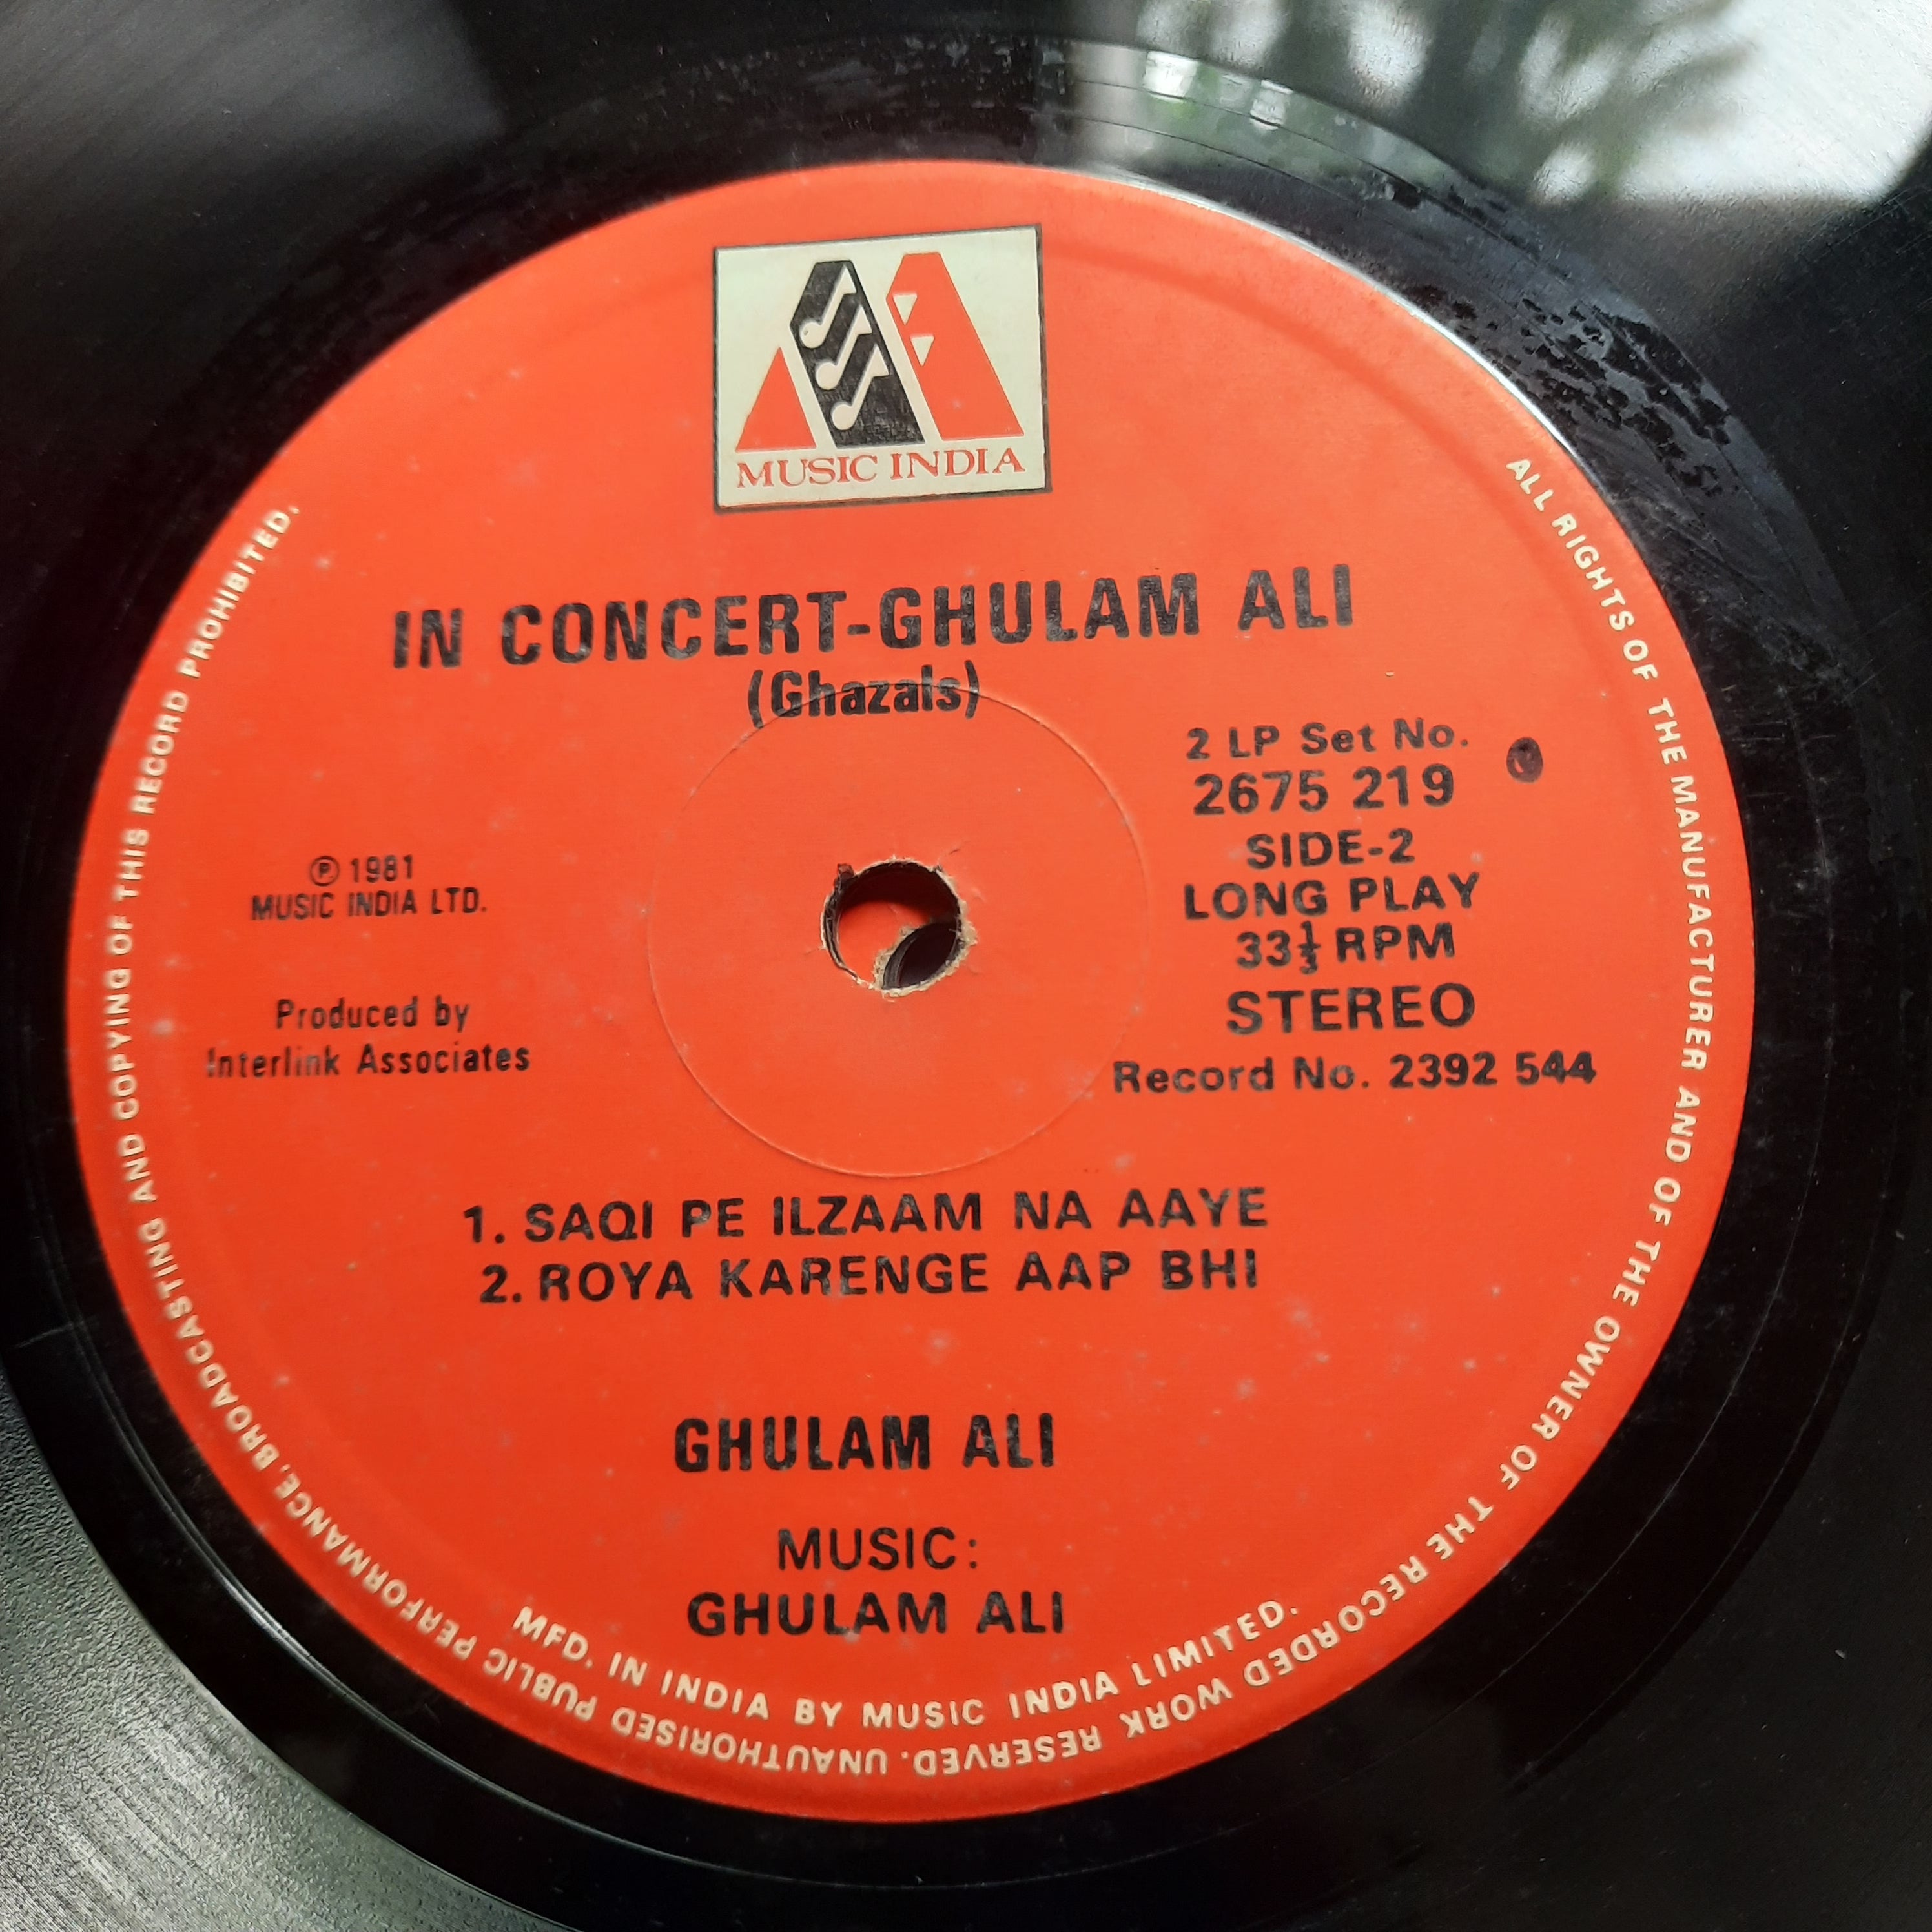 MUSIC INDIA
IN CONCERT-GHULAM ALI
(Ghazals)
2 LP Set No.
2675 219
SIDE-2
LONG PLAY
33⅓ RPM
STEREO
Record No. 2392 544
Ⓟ 1981
MUSIC INDIA LTD.
Produced by
Interlink Associates
1. SAQI PE ILZAAM NA AAYE
2. ROYA KARENGE AAP BHI
GHULAM ALI
MUSIC:
GHULAM ALI
MFD. IN INDIA BY MUSIC INDIA LIMITED.
ALL RIGHTS OF THE MANUFACTURER AND OF THE OWNER OF THE RECORDED WORK RESERVED. UNAUTHORISED PUBLIC PERFORMANCE, BROADCASTING AND COPYING OF THIS RECORD PROHIBITED.